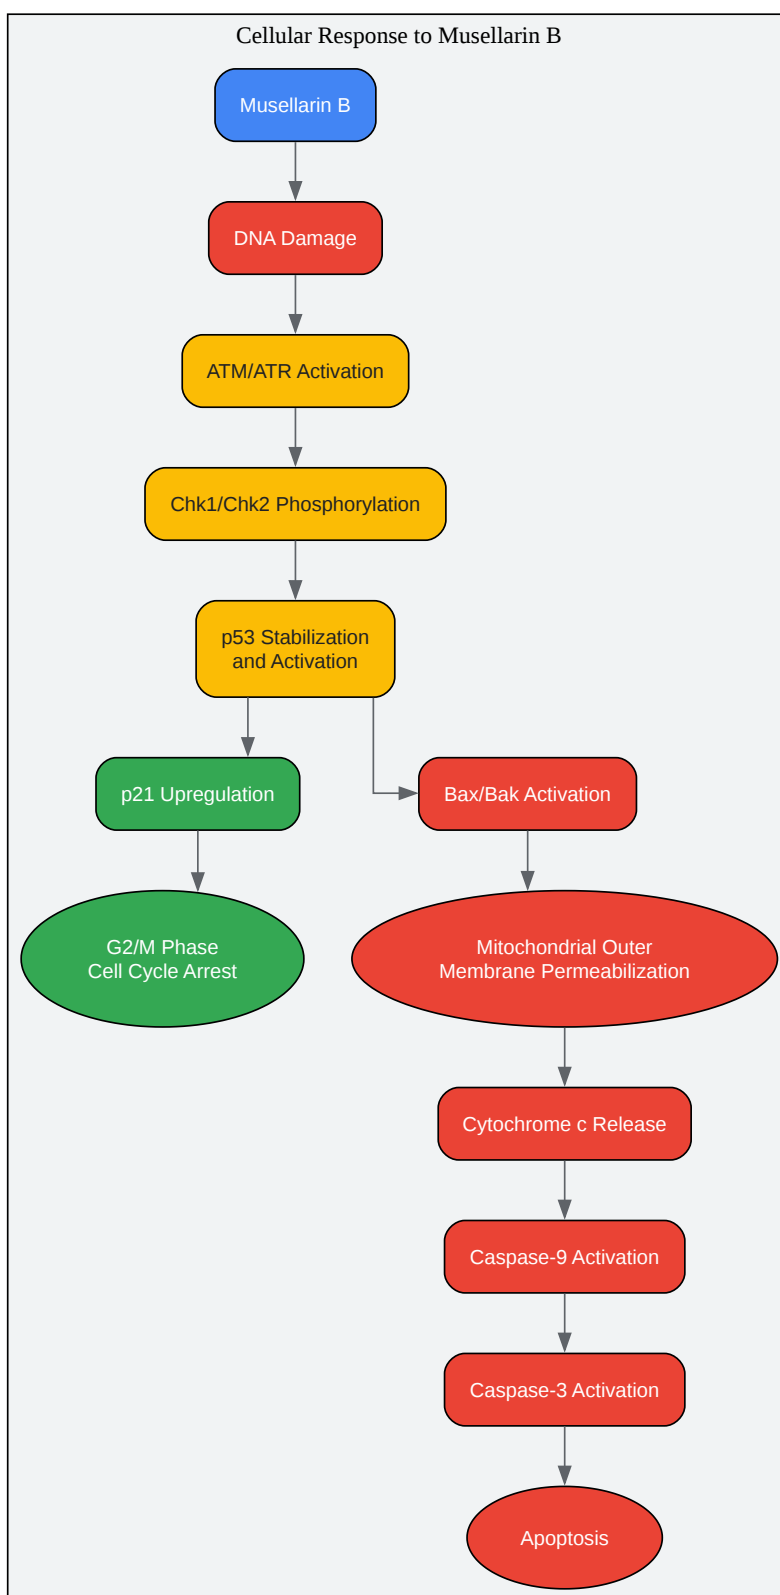 Cellular Response to Musellarin B
Musellarin B
DNA Damage
ATM/ATR Activation
Chk1/Chk2 Phosphorylation
p53 Stabilization
and Activation
p21 Upregulation
Bax/Bak Activation
G2/M Phase
Cell Cycle Arrest
Mitochondrial Outer
Membrane Permeabilization
Cytochrome c Release
Caspase-9 Activation
Caspase-3 Activation
Apoptosis